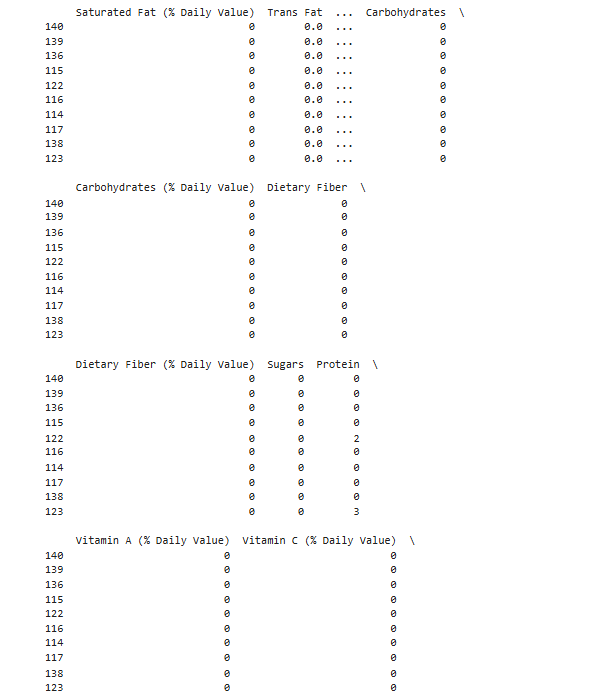 Saturated Fat (% Daily Value)  Trans Fat  ...  Carbohydrates  \
140                              0        0.0  ...              0
139                              0        0.0  ...              0
136                              0        0.0  ...              0
115                              0        0.0  ...              0
122                              0        0.0  ...              0
116                              0        0.0  ...              0
114                              0        0.0  ...              0
117                              0        0.0  ...              0
138                              0        0.0  ...              0
123                              0        0.0  ...              0
Carbohydrates (% Daily Value)  Dietary Fiber  \
140                              0              0
139                              0              0
136                              0              0
115                              0              0
122                              0              0
116                              0              0
114                              0              0
117                              0              0
138                              0              0
123                              0              0
Dietary Fiber (% Daily Value)  Sugars  Protein  \
140                              0       0        0
139                              0       0        0
136                              0       0        0
115                              0       0        0
122                              0       0        2
116                              0       0        0
114                              0       0        0
117                              0       0        0
138                              0       0        0
123                              0       0        3
Vitamin A (% Daily Value)  Vitamin C (% Daily Value)  \
140                          0                          0
139                          0                          0
136                          0                          0
115                          0                          0
122                          0                          0
116                          0                          0
114                          0                          0
117                          0                          0
138                          0                          0
123                          0                          0